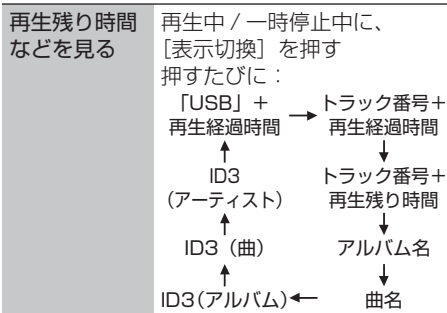 再生残り時間
などを見る
再生中 / 一時停止中に、
［表示切換］を押す
押すたびに：
「USB」＋
再生経過時間
トラック番号＋
再生経過時間
トラック番号＋
再生残り時間
アルバム名
曲名
ID3（アルバム）
ID3（曲）
ID3
（アーティスト）